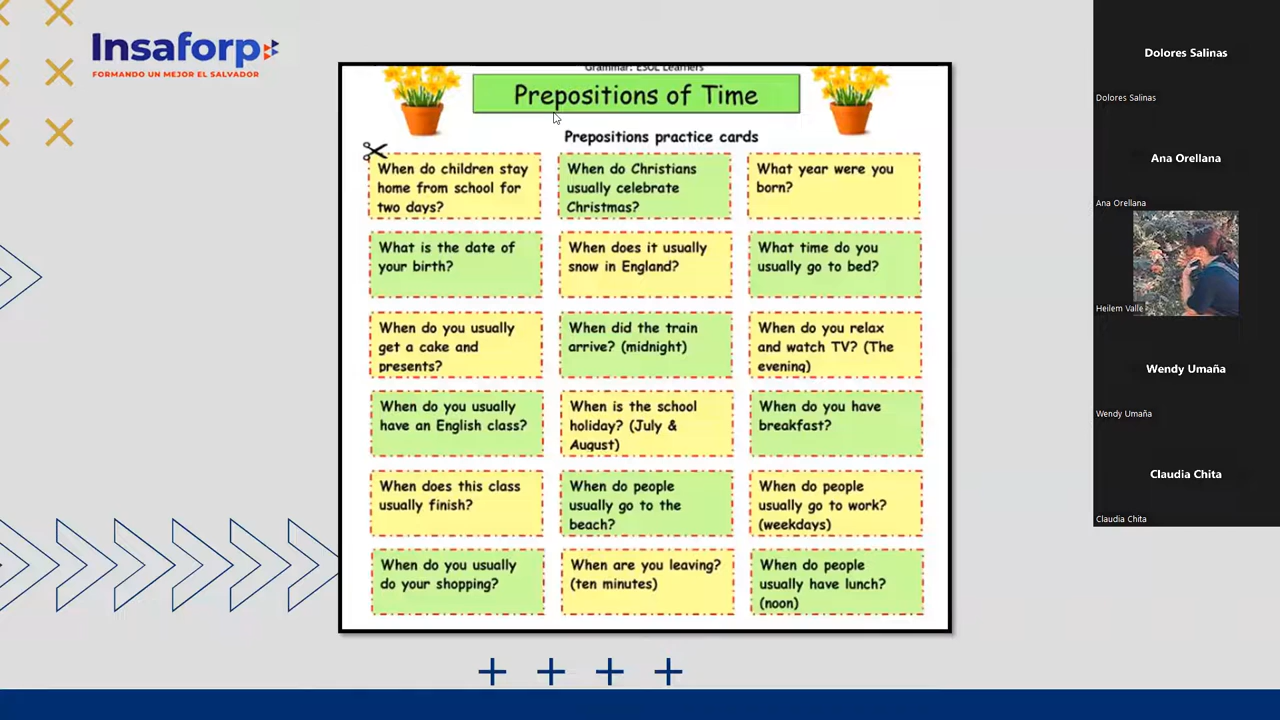 Insaforp
FORMANDO UN MEJOR EL SALVADOR
Grammar: ESOL Learners
Prepositions of Time
Prepositions practice cards
When do children stay
home from school for
two days?
When do Christians
usually celebrate
Christmas?
What year were you
born?
What is the date of
your birth?
When does it usually
snow in England?
What time do you
usually go to bed?
When do you usually
get a cake and
presents?
When did the train
arrive? (midnight)
When do you relax
and watch TV? (The
evening)
When do you usually
have an English class?
When is the school
holiday? (July &
August)
When do you have
breakfast?
When does this class
usually finish?
When do people
usually go to the
beach?
When do people
usually go to work?
(weekdays)
When do you usually
do your shopping?
When are you leaving?
(ten minutes)
When do people
usually have lunch?
(noon)
Dolores Salinas
Dolores Salinas
Ana Orellana
Ana Orellana
Heilem Valle
Wendy Umaña
Wendy Umaña
Claudia Chita
Claudia Chita